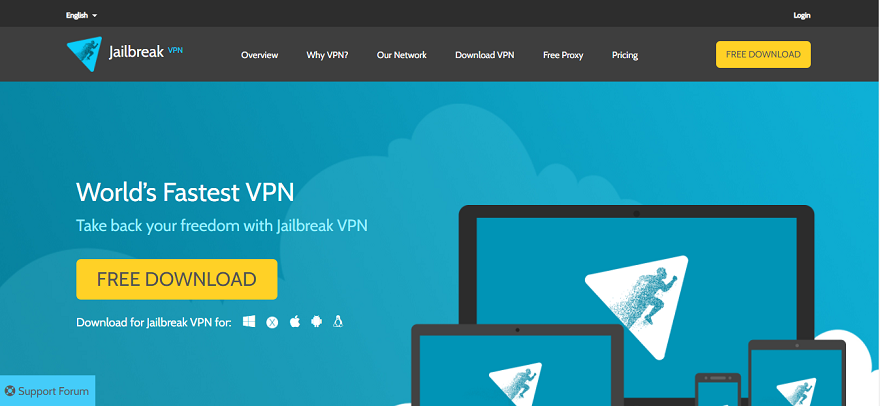 English
Login
Jailbreak VPN
Overview
Why VPN?
Our Network
Download VPN
Free Proxy
Pricing
FREE DOWNLOAD
World's Fastest VPN
Take back your freedom with Jailbreak VPN
FREE DOWNLOAD
Download for Jailbreak VPN for:
Support Forum